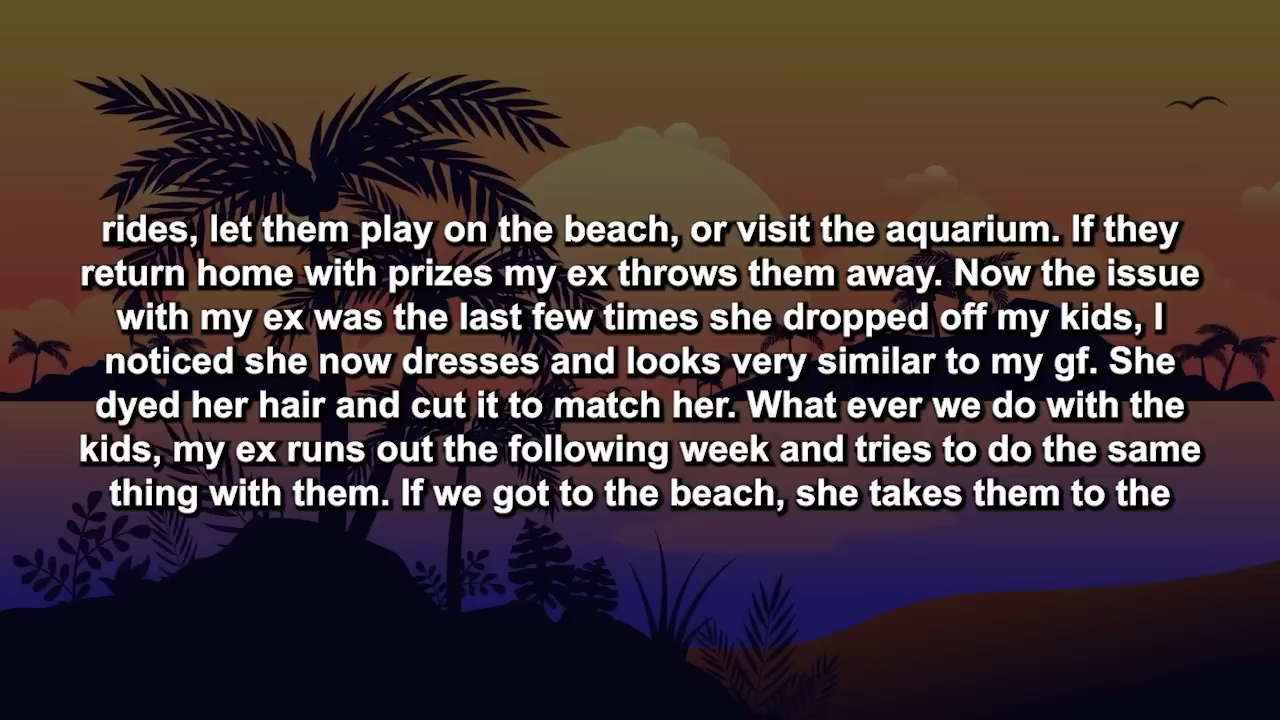 rides, let them play on the beach, or visit the aquarium. If they
return home with prizes my ex throws them away. Now the issue
with my ex was the last few times she dropped off my kids, I
noticed she now dresses and looks very similar to my gf. She
dyed her hair and cut it to match her. What ever we do with the
kids, my ex runs out the following week and tries to do the same
thing with them. If we got to the beach, she takes them to the